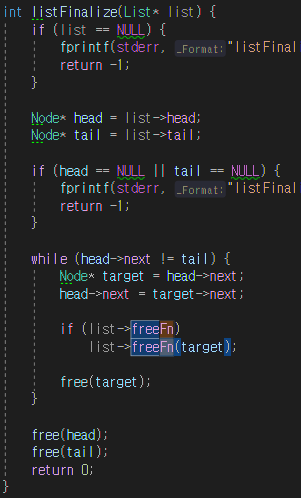 int listFinalize(List* list) {
if (list == NULL) {
fprintf(stderr, _Format: "listFinal
return -1;
}
Node* head = list->head;
Node* tail = list->tail;
if (head == NULL || tail == NULL) {
fprintf(stderr, _Format: "listFinal
return -1;
}
while (head->next != tail) {
Node* target = head->next;
head->next = target->next;
if (list->freeFn)
list->freeFn(target);
free(target);
}
free(head);
free(tail);
return 0;
}